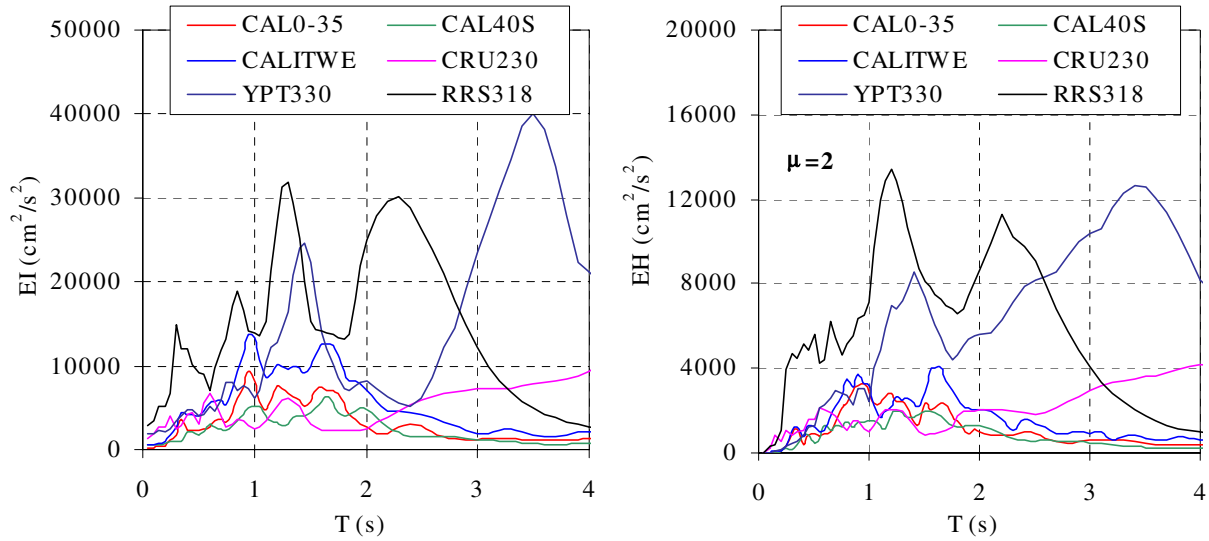 CAL0-35 CAL40S
CALITWE CRU230
YPT330 RRS318
50000
40000
30000
20000
10000
0
EI (cm²/s²)
0 1 2 3 4
T (s)
CAL0-35 CAL40S
CALITWE CRU230
YPT330 RRS318
μ=2
20000
16000
12000
8000
4000
0
EH (cm²/s²)
0 1 2 3 4
T (s)